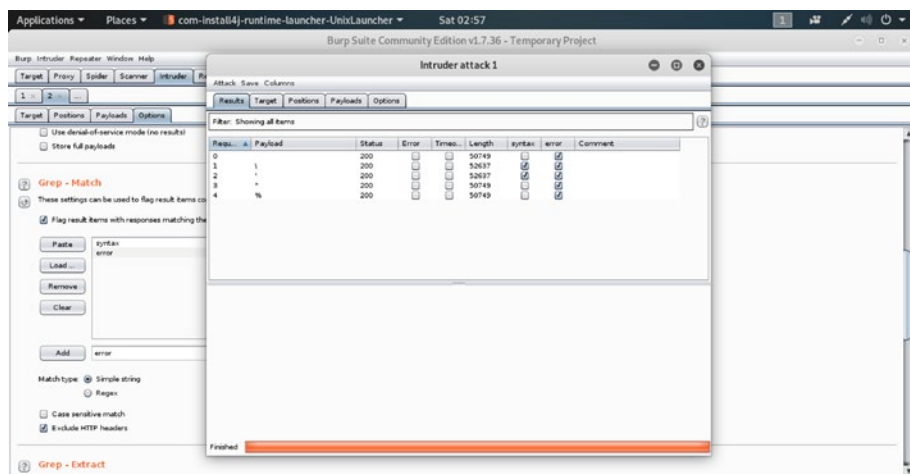 Applications Places com-install4j-runtime-launcher-UnixLauncher Sat 02:57 1
Burp Suite Community Edition v1.7.36 - Temporary Project
Burp Intruder Repeater Window Help
Target Proxy Spider Scanner Intruder
1 × 2 × ...
Target Positions Payloads Options
Use denial-of-service mode (no results)
Store full payloads
? Grep - Match
These settings can be used to flag result items
Flag result items with responses matching the
Paste
Load ...
Remove
Clear
syntax
error
Add error
Match type: Simple string
Regex
Case sensitive match
Exclude HTTP headers
? Grep - Extract
Intruder attack 1
Attack Save Columns
Results Target Positions Payloads Options
Filter: Showing all items ?
Requ... Payload Status Error Timeo... Length syntax error Comment
0 200 50749
1 \ 200 52637
2 ' 200 52637
3 200 50749
4 % 200 50749
Finished